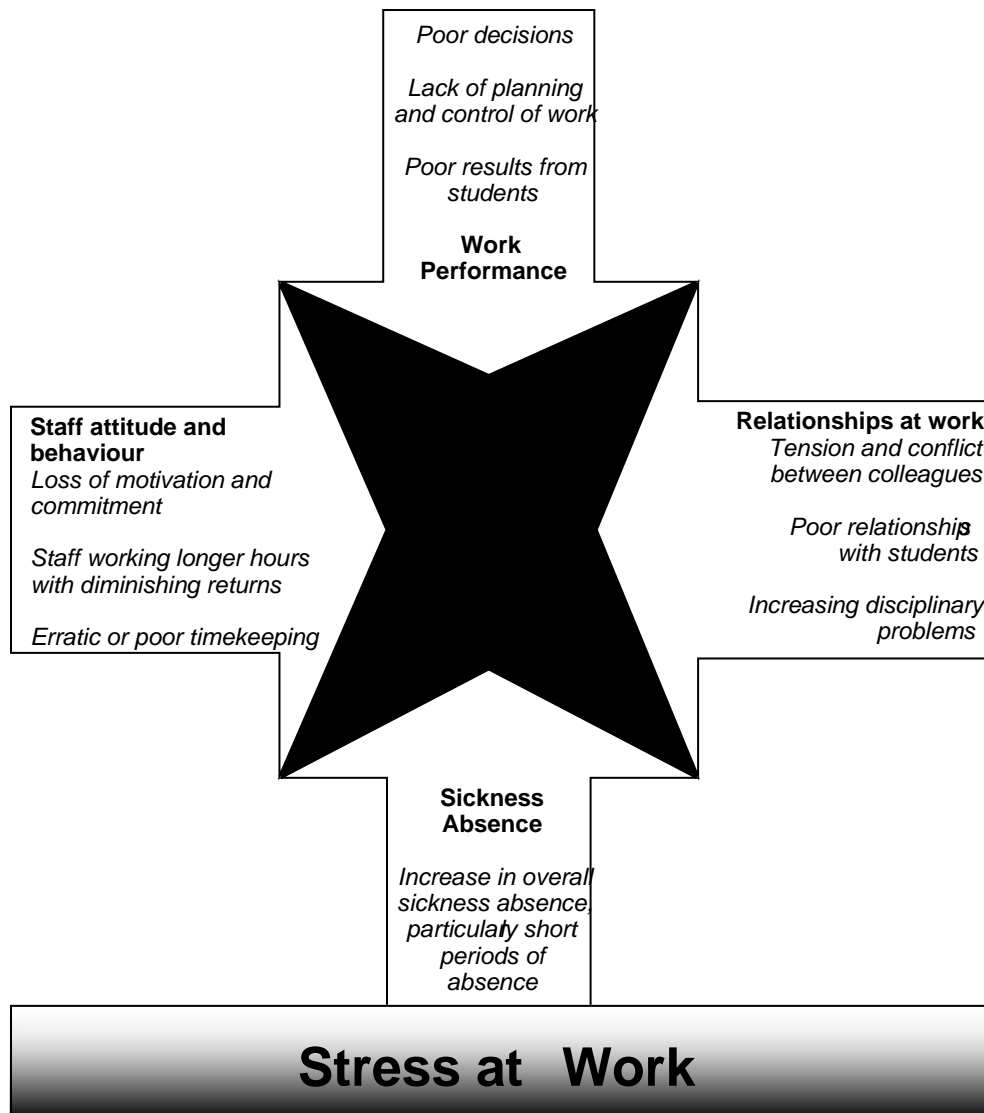 Poor decisions
Lack of planning
and control of work
Poor results from
students
Work
Performance
Staff attitude and
behaviour
Loss of motivation and
commitment
Staff working longer hours
with diminishing returns
Erratic or poor timekeeping
Relationships at work
Tension and conflict
between colleagues
Poor relationships
with students
Increasing disciplinary
problems
Sickness
Absence
Increase in overall
sickness absence,
particularly short
periods of
absence
Stress at Work